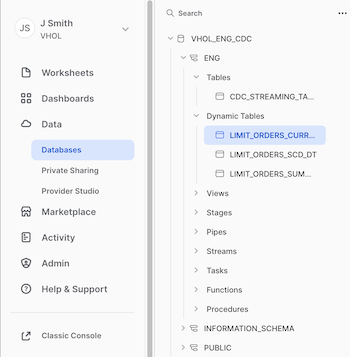 JS
J Smith
VHOL
Worksheets
Dashboards
Data
Databases
Private Sharing
Provider Studio
Marketplace
Activity
Admin
Help & Support
Classic Console
Search
VHOL_ENG_CDC
ENG
Tables
CDC_STREAMING_TA...
Dynamic Tables
LIMIT_ORDERS_CURR...
LIMIT_ORDERS_SCD_DT
LIMIT_ORDERS_SUM...
Views
Stages
Pipes
Streams
Tasks
Functions
Procedures
INFORMATION_SCHEMA
PUBLIC